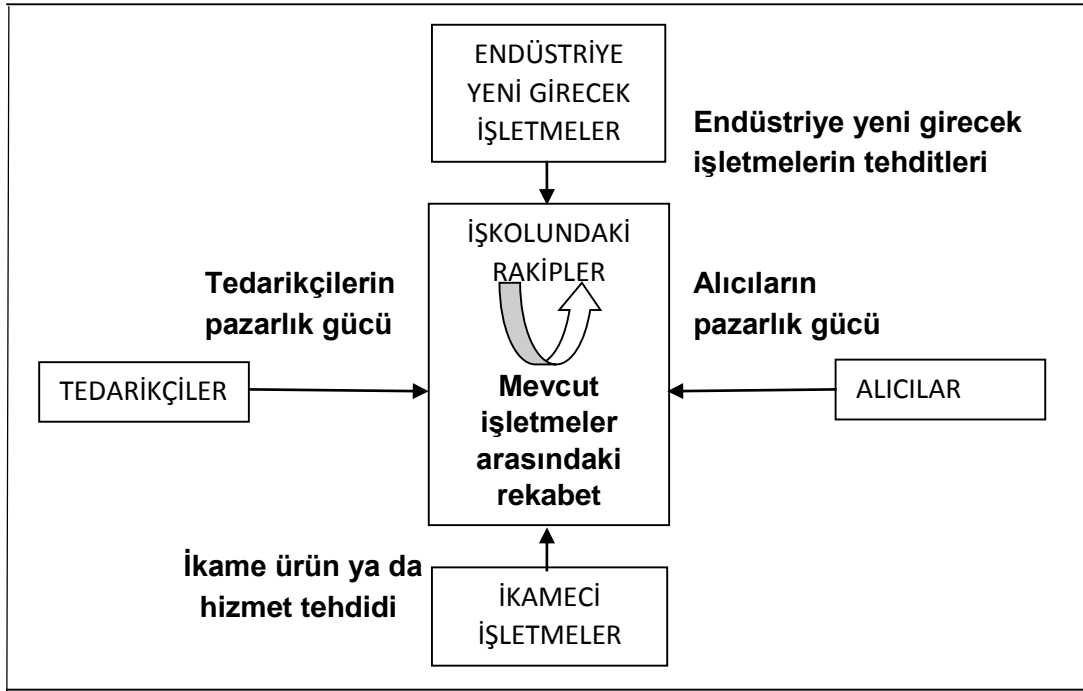 ENDÜSTRİYE
YENİ GİRECEK
İŞLETMELER
Endüstriye yeni girecek
işletmelerin tehditleri
İŞKOLUNDAKİ
RAKİPLER
Tedarikçilerin
pazarlık gücü
Alıcıların
pazarlık gücü
TEDARİKÇİLER
Mevcut
işletmeler
arasındaki
rekabet
ALICILAR
İkame ürün ya da
hizmet tehdidi
İKAMECİ
İŞLETMELER